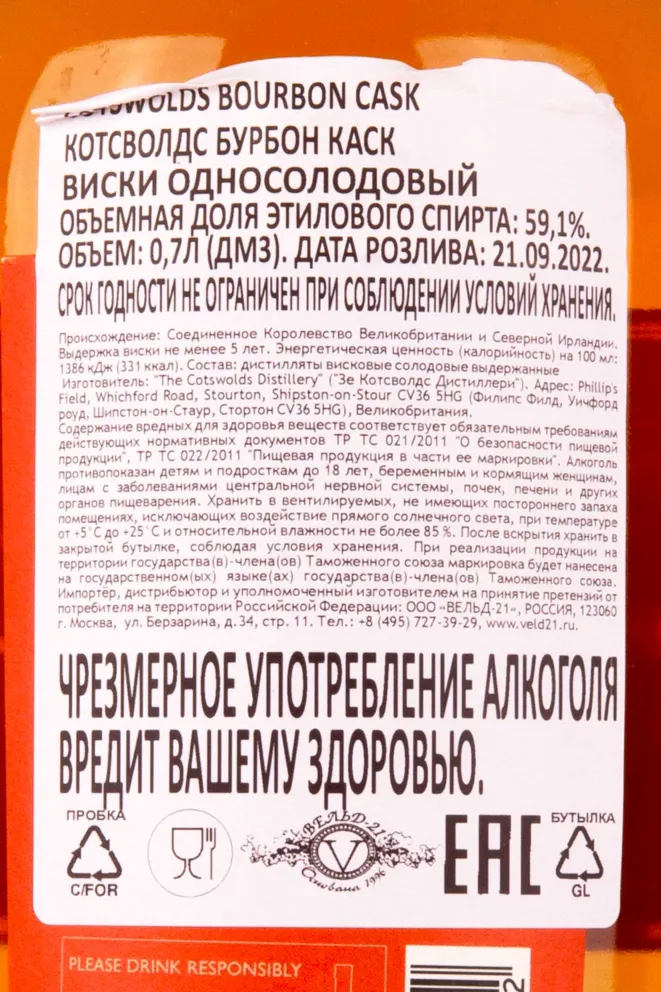 COTSWOLDS BOURBON CASK
КОТСВОЛДС БУРБОН КАСК
ВИСКИ ОДНОСОЛОДОВЫЙ
ОБЪЕМНАЯ ДОЛЯ ЭТИЛОВОГО СПИРТА: 59,1%.
ОБЪЕМ: 0,7Л (ДМ3). ДАТА РОЗЛИВА: 21.09.2022.
СРОК ГОДНОСТИ НЕ ОГРАНИЧЕН ПРИ СОБЛЮДЕНИИ УСЛОВИЙ ХРАНЕНИЯ.
Происхождение: Соединенное Королевство Великобритании и Северной Ирландии.
Выдержка виски не менее 5 лет. Энергетическая ценность (калорийность) на 100 мл:
1386 кДж (331 ккал). Состав: дистилляты висковые солодовые выдержанные
Изготовитель: "The Cotswolds Distillery" ("Зе Котсволдс Дистиллери"). Адрес: Phillip's
Field, Whichford Road, Stourton, Shipston-on-Stour CV36 5HG (Филипс Филд, Уичфорд
роуд, Шипстон-он-Стаур, Стортон CV36 5HG), Великобритания.
Содержание вредных для здоровья веществ соответствует обязательным требованиям
действующих нормативных документов ТР ТС 021/2011 "О безопасности пищевой
продукции", ТР ТС 022/2011 "Пищевая продукция в части ее маркировки". Алкоголь
противопоказан детям и подросткам до 18 лет, беременным и кормящим женщинам,
лицам с заболеваниями центральной нервной системы, почек, печени и других
органов пищеварения. Хранить в вентилируемых, не имеющих постороннего запаха
помещениях, исключающих воздействие прямого солнечного света, при температуре
от +5°С до +25°С и относительной влажности не более 85 %. После вскрытия хранить в
закрытой бутылке, соблюдая условия хранения. При реализации продукции на
территории государства(в)-члена(ов) Таможенного союза маркировка будет нанесена
на государственном(ых) языке(ах) государства(в)-члена(ов) Таможенного союза.
Импортёр, дистрибьютор и уполномоченный изготовителем на принятие претензий от
потребителя на территории Российской Федерации: ООО «ВЕЛЬД-21», РОССИЯ, 123060
г. Москва, ул. Берзарина, д.34, стр. 11. Тел.: +8 (495) 727-39-29, www.veld21.ru.
ЧРЕЗМЕРНОЕ УПОТРЕБЛЕНИЕ АЛКОГОЛЯ
ВРЕДИТ ВАШЕМУ ЗДОРОВЬЮ.
ПРОБКА
C/FOR
ВЕЛЬД-21
V
Основана 1996
EAC
БУТЫЛКА
GL
PLEASE DRINK RESPONSIBLY
2